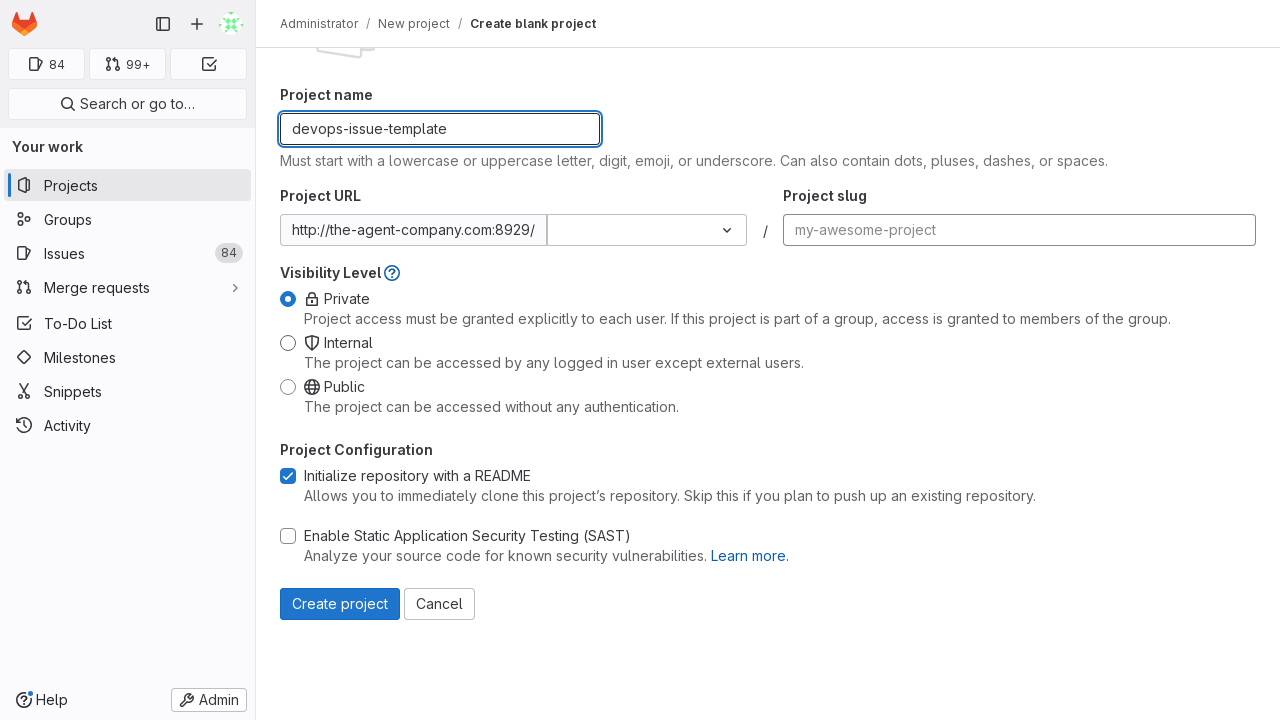 Administrator / New project / Create blank project
84
99+
Search or go to…
Your work
Projects
Groups
Issues 84
Merge requests
To-Do List
Milestones
Snippets
Activity
Help
Admin
Project name
devops-issue-template
Must start with a lowercase or uppercase letter, digit, emoji, or underscore. Can also contain dots, pluses, dashes, or spaces.
Project URL
http://the-agent-company.com:8929/
/
Project slug
my-awesome-project
Visibility Level
Private
Project access must be granted explicitly to each user. If this project is part of a group, access is granted to members of the group.
Internal
The project can be accessed by any logged in user except external users.
Public
The project can be accessed without any authentication.
Project Configuration
Initialize repository with a README
Allows you to immediately clone this project’s repository. Skip this if you plan to push up an existing repository.
Enable Static Application Security Testing (SAST)
Analyze your source code for known security vulnerabilities. Learn more.
Create project
Cancel